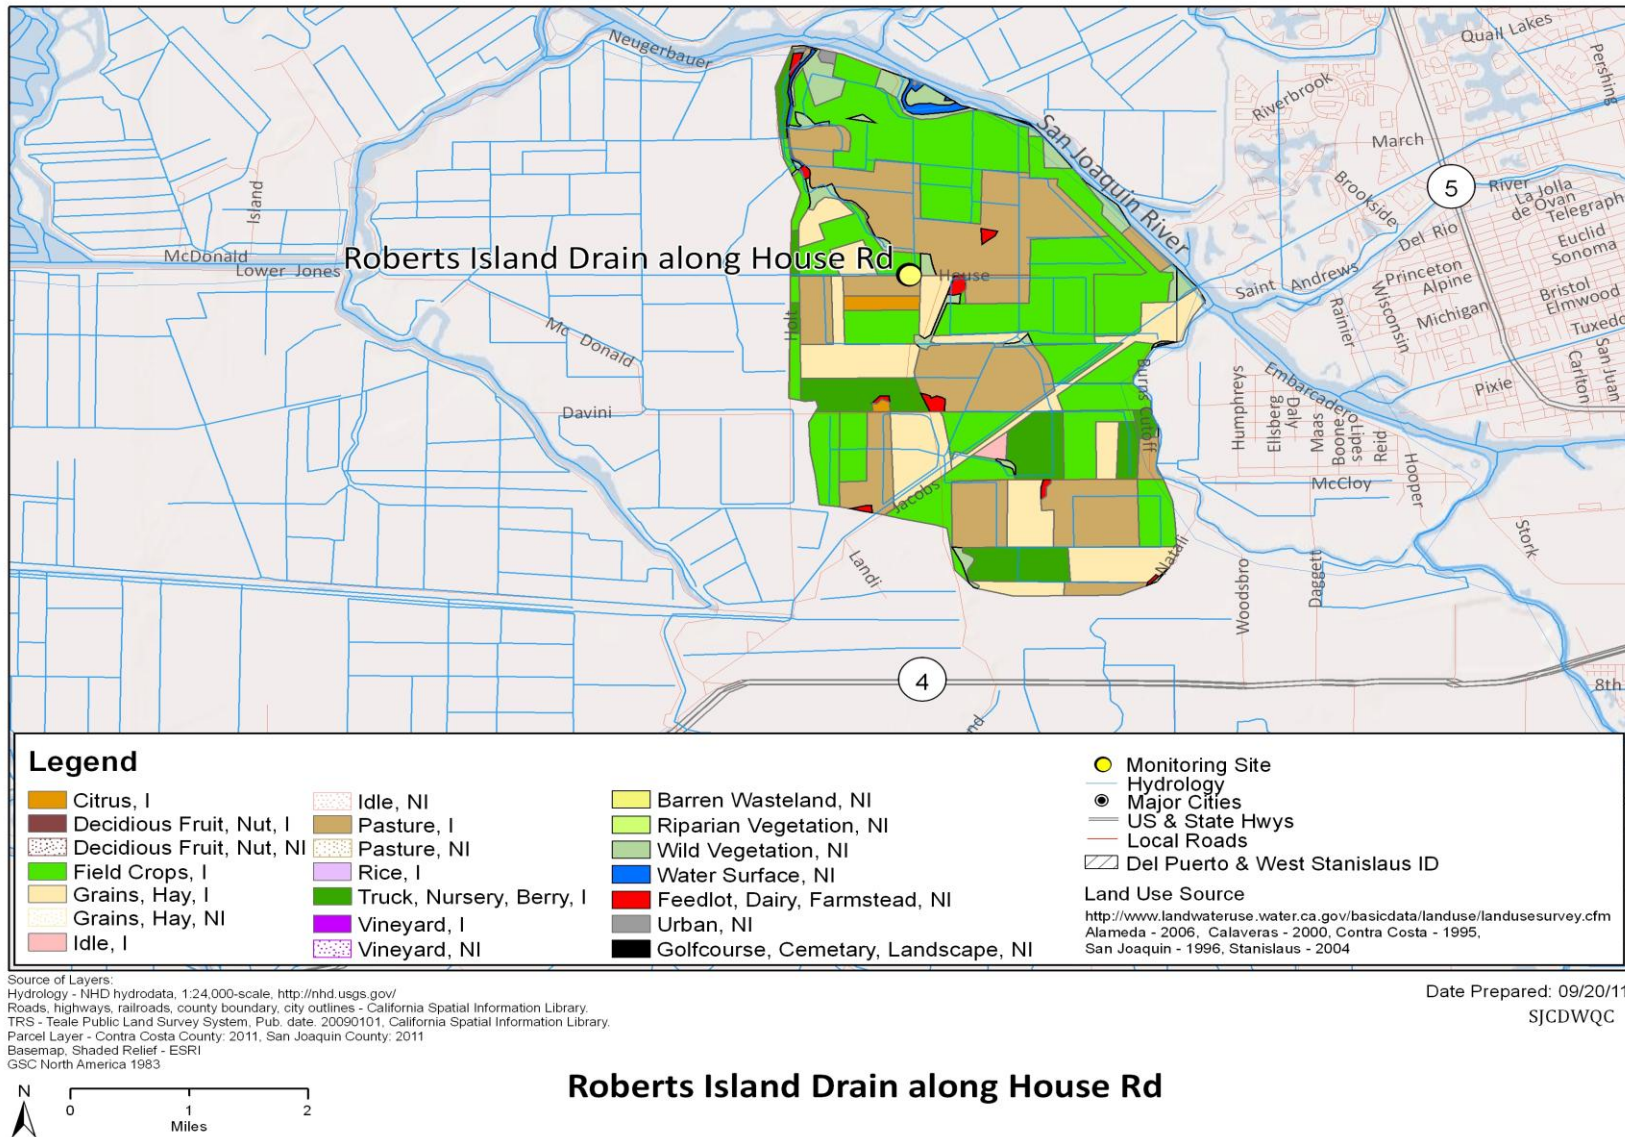 Neugerbauer
Quail Lakes
Pershing
Riverbrook
San Joaquin River
March
5
Island
Brookside
River
La Jolla
de Ovan
Telegraph
McDonald
Lower Jones
Roberts Island Drain along House Rd
House
Del Rio
Euclid
Sonoma
Saint Andrews
Princeton
Alpine
Bristol
Elmwood
Wisconsin
Rainier
Michigan
Tuxedo
Holt
Mc Donald
San Juan
Carlton
Pixie
Burns Cutoff
Embarcadero
Humphreys
Ellsberg
Daly
Maas
Boone
Lipes
Reid
Hooper
Davini
McCloy
Jacobs
Stork
Landi
Natali
Woodsbro
Daggett
4
8th
nd
Legend
Citrus, I
Decidious Fruit, Nut, I
Decidious Fruit, Nut, NI
Field Crops, I
Grains, Hay, I
Grains, Hay, NI
Idle, I
Idle, NI
Pasture, I
Pasture, NI
Rice, I
Truck, Nursery, Berry, I
Vineyard, I
Vineyard, NI
Barren Wasteland, NI
Riparian Vegetation, NI
Wild Vegetation, NI
Water Surface, NI
Feedlot, Dairy, Farmstead, NI
Urban, NI
Golfcourse, Cemetary, Landscape, NI
Monitoring Site
Hydrology
Major Cities
US & State Hwys
Local Roads
Del Puerto & West Stanislaus ID
Land Use Source
http://www.landwateruse.water.ca.gov/basicdata/landuse/landusesurvey.cfm
Alameda - 2006, Calaveras - 2000, Contra Costa - 1995,
San Joaquin - 1996, Stanislaus - 2004
Source of Layers:
Hydrology - NHD hydrodata, 1:24,000-scale, http://nhd.usgs.gov/
Roads, highways, railroads, county boundary, city outlines - California Spatial Information Library.
TRS - Teale Public Land Survey System, Pub. date. 20090101, California Spatial Information Library.
Parcel Layer - Contra Costa County: 2011, San Joaquin County: 2011
Basemap, Shaded Relief - ESRI
GSC North America 1983
Date Prepared: 09/20/11
SJCDWQC
N
0 1 2
Miles
Roberts Island Drain along House Rd